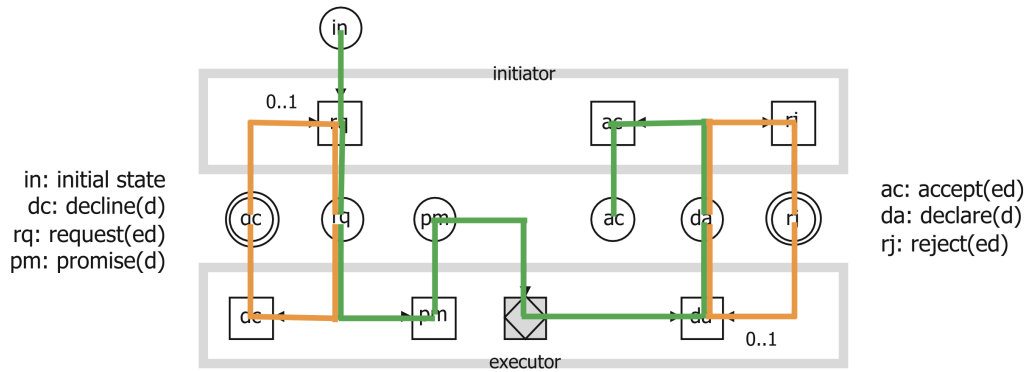 in
initiator
0..1
rq
ac
rj
in: initial state
dc: decline(d)
rq: request(ed)
pm: promise(d)
dc
rq
pm
ac
da
rj
ac: accept(ed)
da: declare(d)
rj: reject(ed)
dc
pm
da
0..1
executor